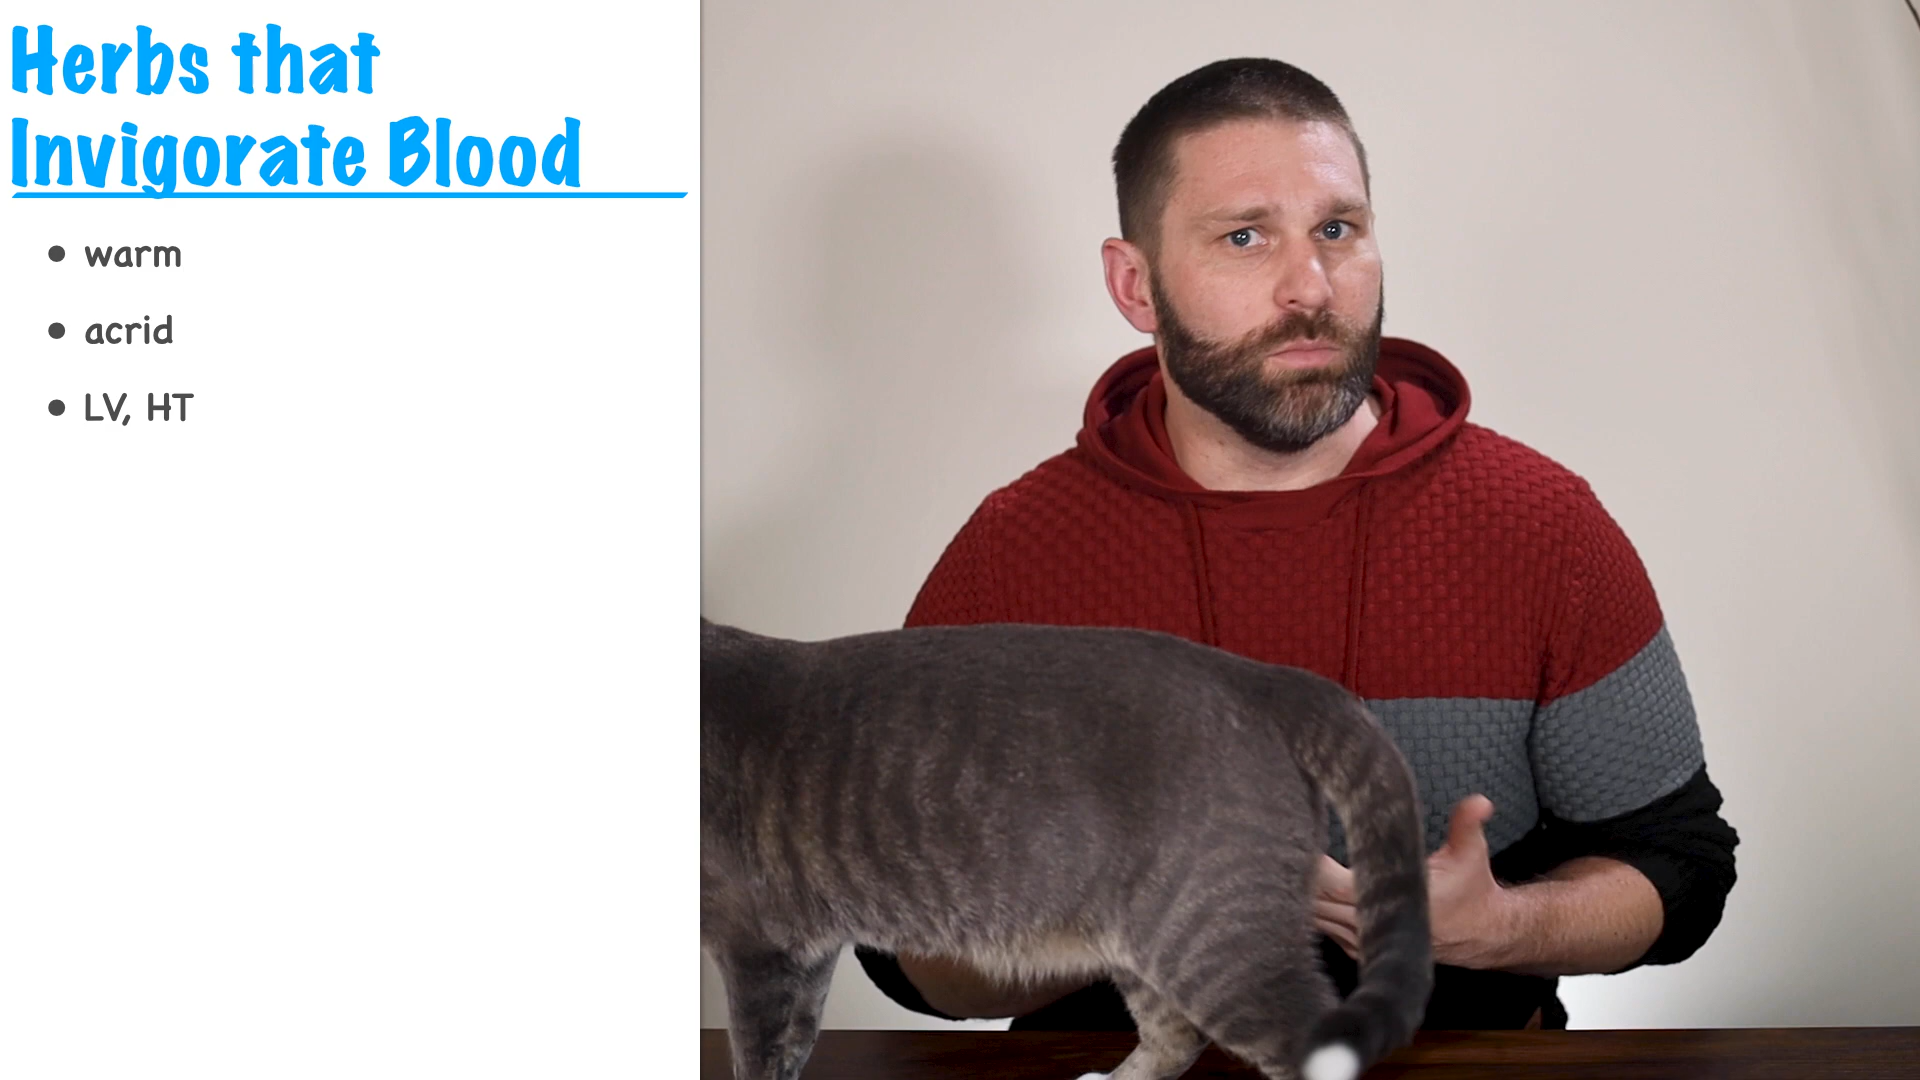 Herbs that
Invigorate Blood
• warm
• acrid
• LV, HT